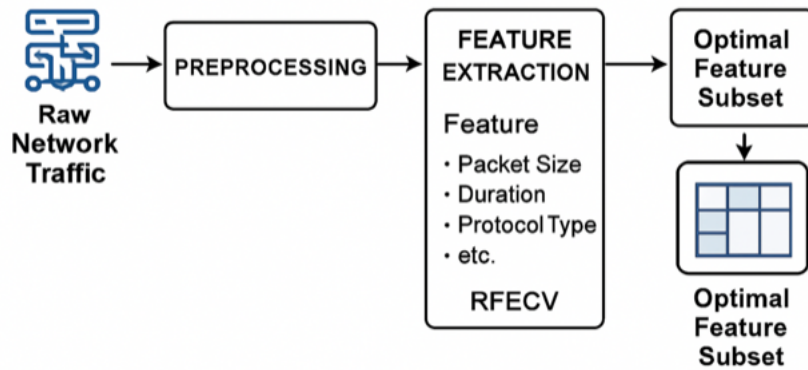 Raw
Network
Traffic
PREPROCESSING
FEATURE
EXTRACTION
Feature
· Packet Size
· Duration
· Protocol Type
· etc.
RFECV
Optimal
Feature
Subset
Optimal
Feature
Subset